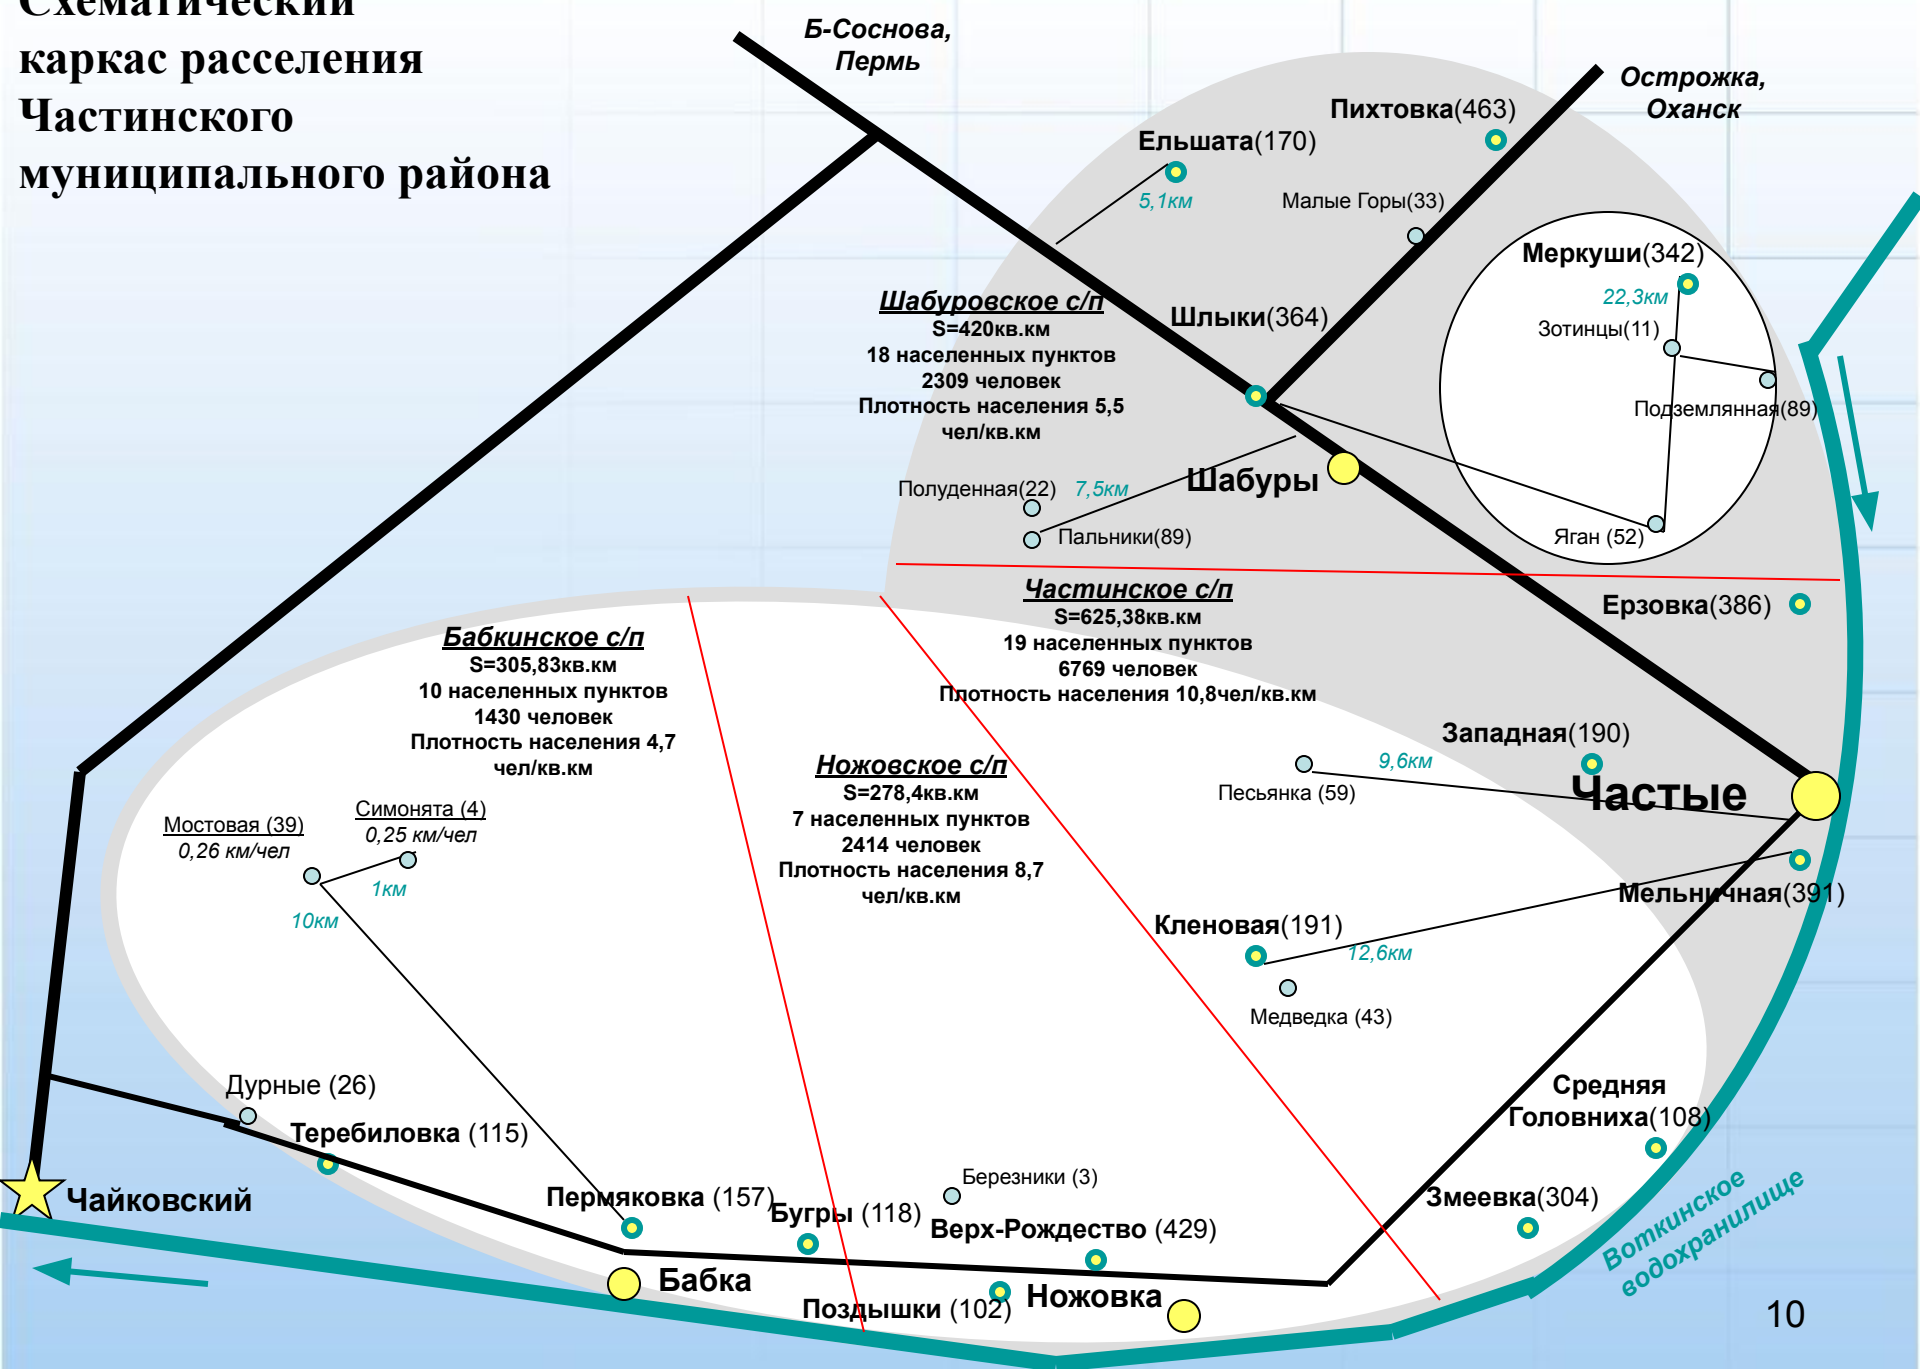 Схематический
каркас расселения
Частинского
муниципального района
Б-Соснова,
Пермь
Острожка,
Оханск
Пихтовка(463)
Ельшата(170)
5,1км
Малые Горы(33)
Меркуши(342)
22,3км
Зотинцы(11)
Подземлянная(89)
Яган (52)
Шабуровское с/п
S=420кв.км
18 населенных пунктов
2309 человек
Плотность населения 5,5
чел/кв.км
Шлыки(364)
Шабуры
Полуденная(22)
7,5км
Пальники(89)
Частинское с/п
S=625,38кв.км
19 населенных пунктов
6769 человек
Плотность населения 10,8чел/кв.км
Ерзовка(386)
Бабкинское с/п
S=305,83кв.км
10 населенных пунктов
1430 человек
Плотность населения 4,7
чел/кв.км
Ножовское с/п
S=278,4кв.км
7 населенных пунктов
2414 человек
Плотность населения 8,7
чел/кв.км
Западная(190)
9,6км
Песьянка (59)
Частые
Мельничная(391)
Симонята (4)
0,25 км/чел
Мостовая (39)
0,26 км/чел
1км
10км
Кленовая(191)
12,6км
Медведка (43)
Дурные (26)
Теребиловка (115)
Средняя
Головниха(108)
Чайковский
Пермяковка (157)
Бугры (118)
Березники (3)
Верх-Рождество (429)
Змеевка(304)
Воткинское
водохранилище
Бабка
Поздышки (102)
Ножовка
10